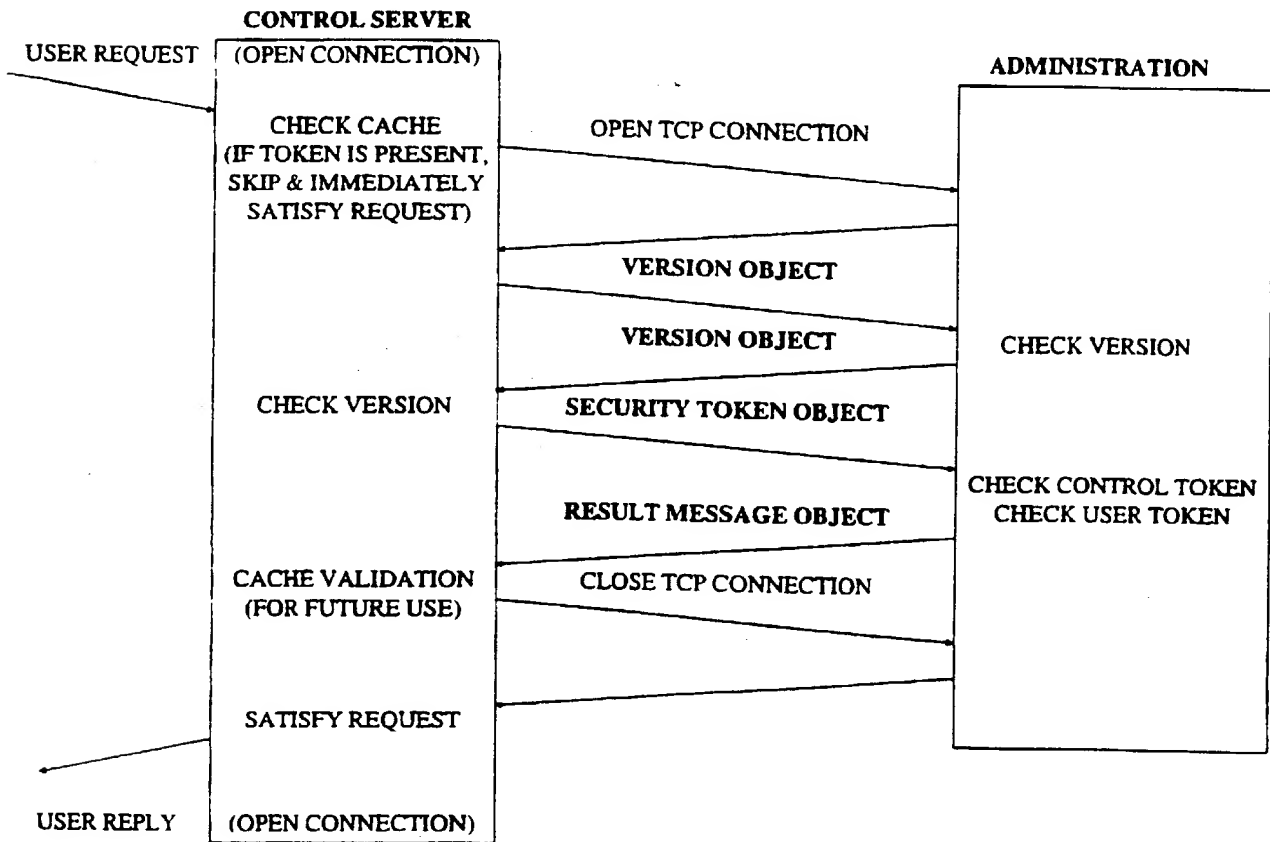 CONTROL SERVER
USER REQUEST
(OPEN CONNECTION)
ADMINISTRATION
CHECK CACHE
(IF TOKEN IS PRESENT,
SKIP & IMMEDIATELY
SATISFY REQUEST)
OPEN TCP CONNECTION
VERSION OBJECT
VERSION OBJECT
CHECK VERSION
CHECK VERSION
SECURITY TOKEN OBJECT
CHECK CONTROL TOKEN
CHECK USER TOKEN
RESULT MESSAGE OBJECT
CACHE VALIDATION
(FOR FUTURE USE)
CLOSE TCP CONNECTION
SATISFY REQUEST
USER REPLY
(OPEN CONNECTION)